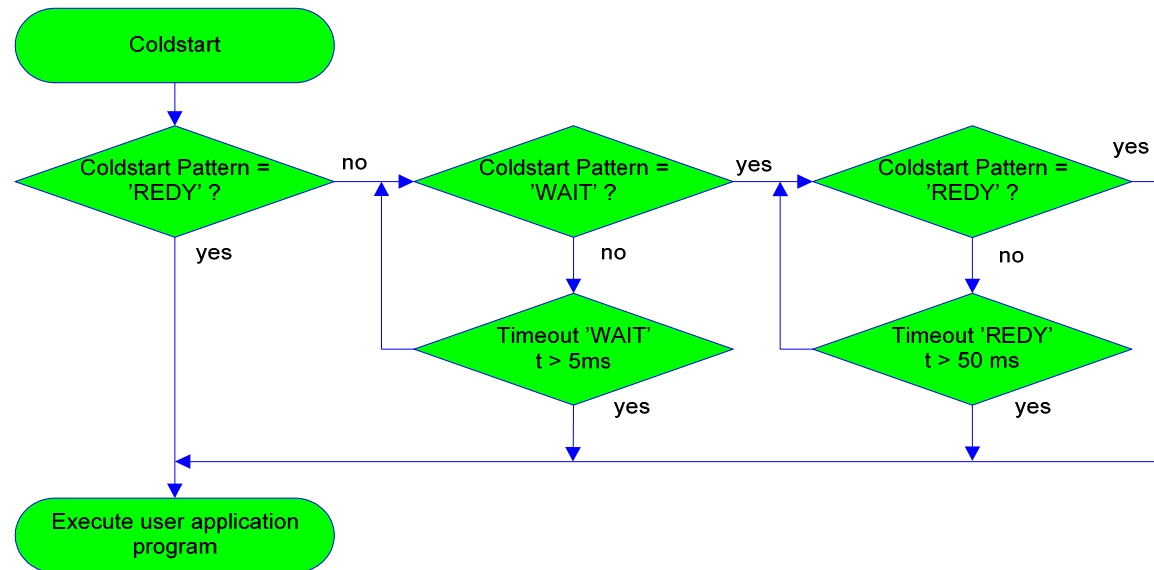 Coldstart
Coldstart Pattern =
'REDY' ?
no
yes
Coldstart Pattern =
'WAIT' ?
yes
no
Coldstart Pattern =
'REDY' ?
yes
no
Timeout 'WAIT'
t > 5ms
yes
Timeout 'REDY'
t > 50 ms
yes
Execute user application
program